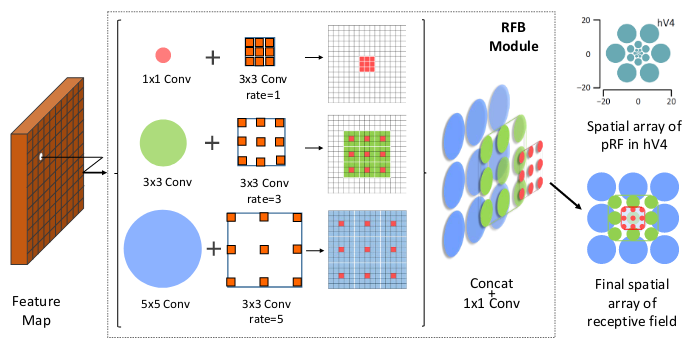 Feature
Map
1x1 Conv
+
3x3 Conv
rate=1
3x3 Conv
+
3x3 Conv
rate=3
5x5 Conv
+
3x3 Conv
rate=5
RFB
Module
Concat
+
1x1 Conv
hV4
20
0
−20
−20
0
20
Spatial array of
pRF in hV4
Final spatial
array of
receptive field